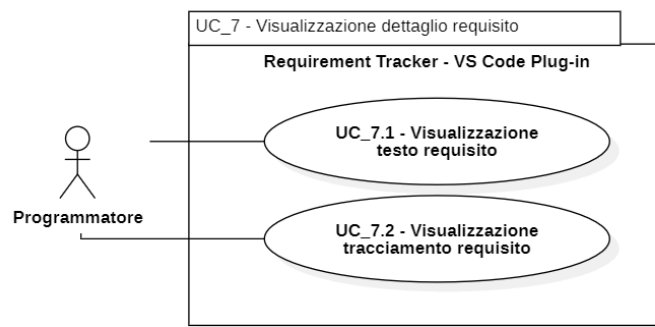 UC_7 - Visualizzazione dettaglio requisito
Requirement Tracker - VS Code Plug-in
UC_7.1 - Visualizzazione
testo requisito
Programmatore
UC_7.2 - Visualizzazione
tracciamento requisito